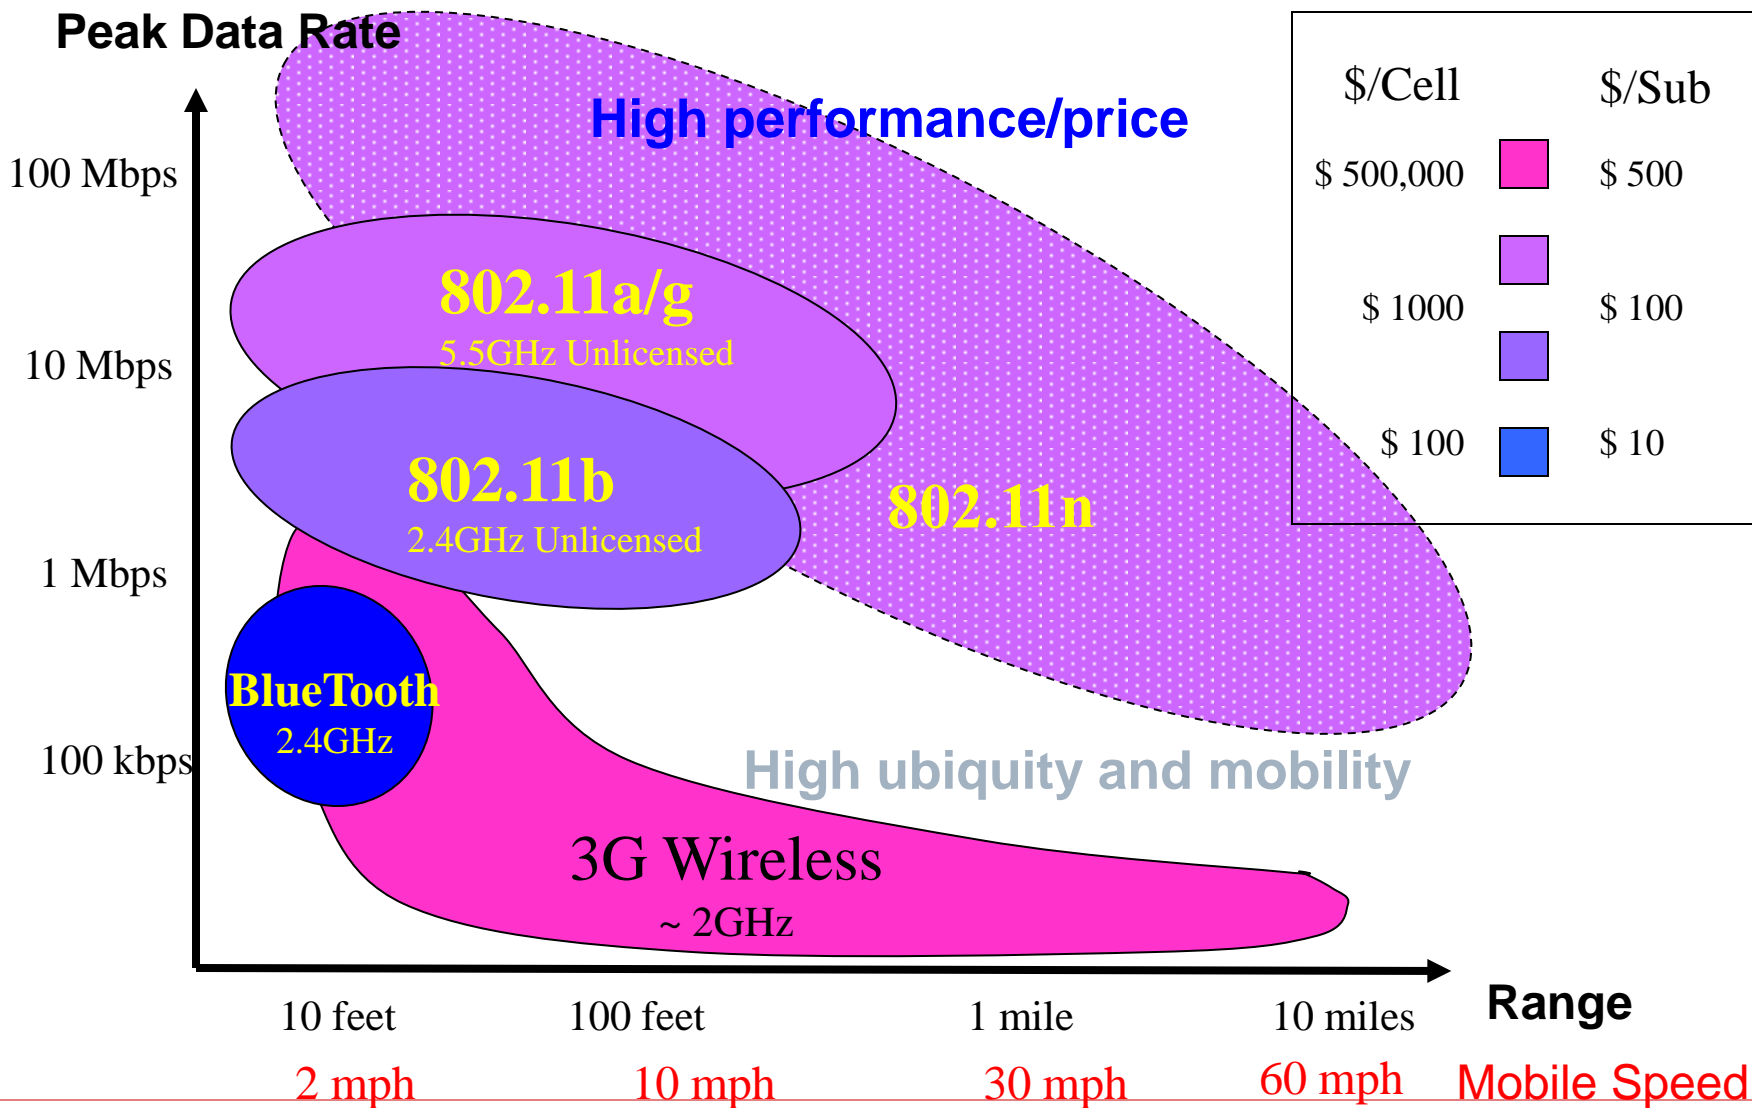 Peak Data Rate
High performance/price
$/Cell $/Sub
$ 500,000 $ 500
$ 1000 $ 100
$ 100 $ 10
100 Mbps
10 Mbps
1 Mbps
100 kbps
802.11a/g
5.5GHz Unlicensed
802.11b
2.4GHz Unlicensed
802.11n
BlueTooth
2.4GHz
High ubiquity and mobility
3G Wireless
~ 2GHz
10 feet 100 feet 1 mile 10 miles Range
2 mph 10 mph 30 mph 60 mph Mobile Speed